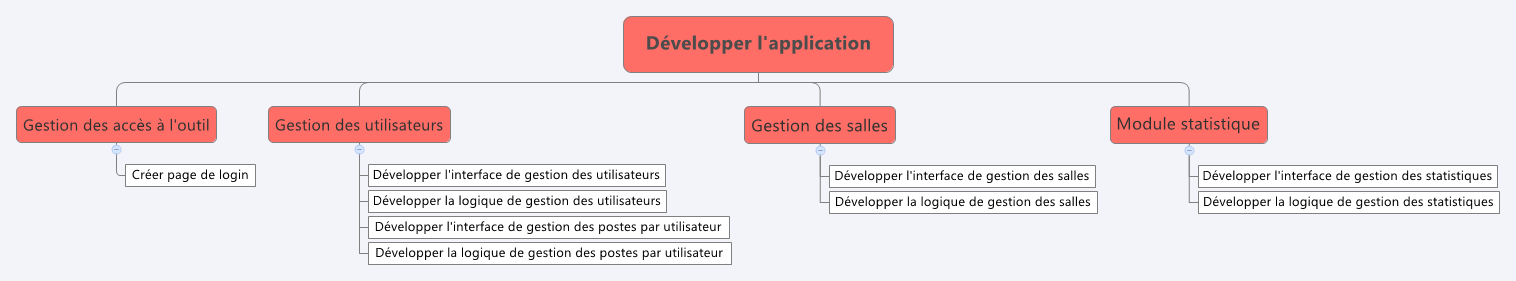 Développer l'application
Gestion des accès à l'outil
Créer page de login
Gestion des utilisateurs
Développer l'interface de gestion des utilisateurs
Développer la logique de gestion des utilisateurs
Développer l'interface de gestion des postes par utilisateur
Développer la logique de gestion des postes par utilisateur
Gestion des salles
Développer l'interface de gestion des salles
Développer la logique de gestion des salles
Module statistique
Développer l'interface de gestion des statistiques
Développer la logique de gestion des statistiques